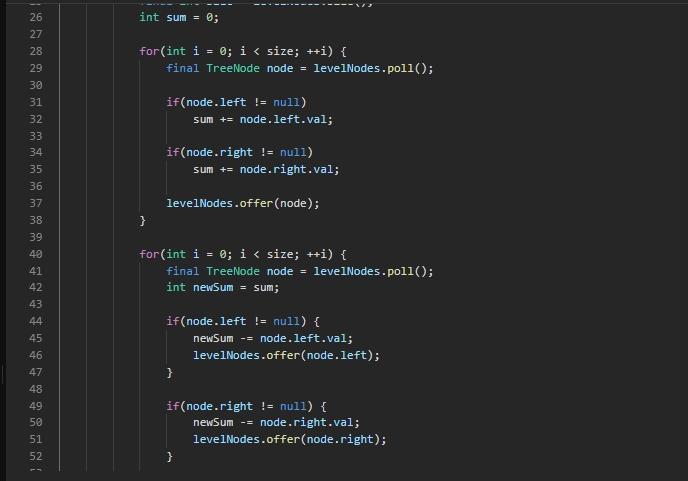 26 int sum = 0;
27
28 for(int i = 0; i < size; ++i) {
29 final TreeNode node = levelNodes.poll();
30
31 if(node.left != null)
32 sum += node.left.val;
33
34 if(node.right != null)
35 sum += node.right.val;
36
37 levelNodes.offer(node);
38 }
39
40 for(int i = 0; i < size; ++i) {
41 final TreeNode node = levelNodes.poll();
42 int newSum = sum;
43
44 if(node.left != null) {
45 newSum -= node.left.val;
46 levelNodes.offer(node.left);
47 }
48
49 if(node.right != null) {
50 newSum -= node.right.val;
51 levelNodes.offer(node.right);
52 }